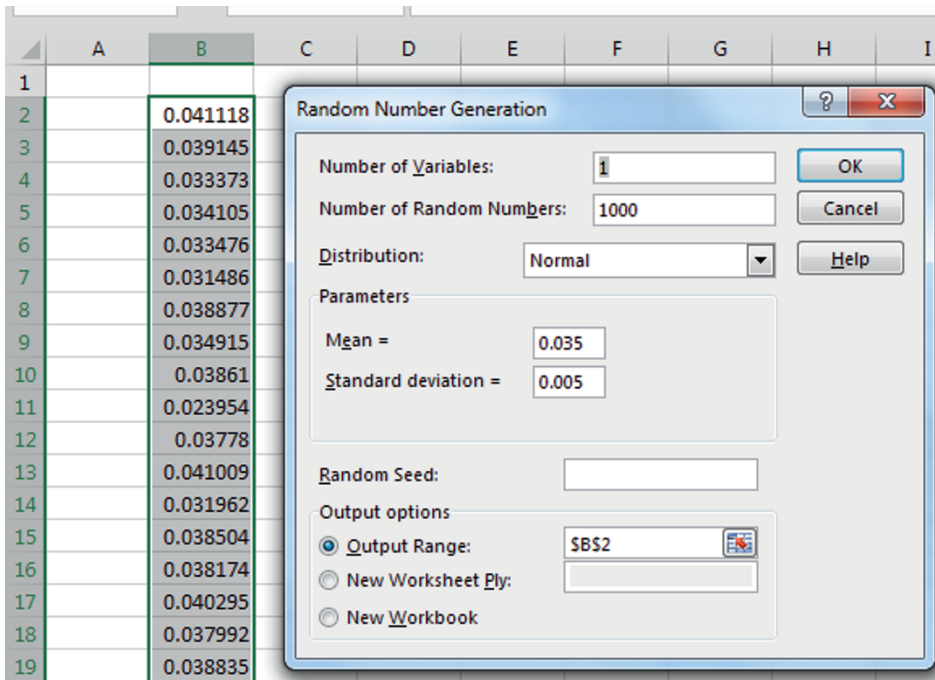 A B C D E F G H I
1
2 0.041118
3 0.039145
4 0.033373
5 0.034105
6 0.033476
7 0.031486
8 0.038877
9 0.034915
10 0.03861
11 0.023954
12 0.03778
13 0.041009
14 0.031962
15 0.038504
16 0.038174
17 0.040295
18 0.037992
19 0.038835
Random Number Generation ? X
Number of Variables: 1 OK
Number of Random Numbers: 1000 Cancel
Distribution: Normal Help
Parameters
Mean = 0.035
Standard deviation = 0.005
Random Seed:
Output options
Output Range: $B$2
New Worksheet Ply:
New Workbook